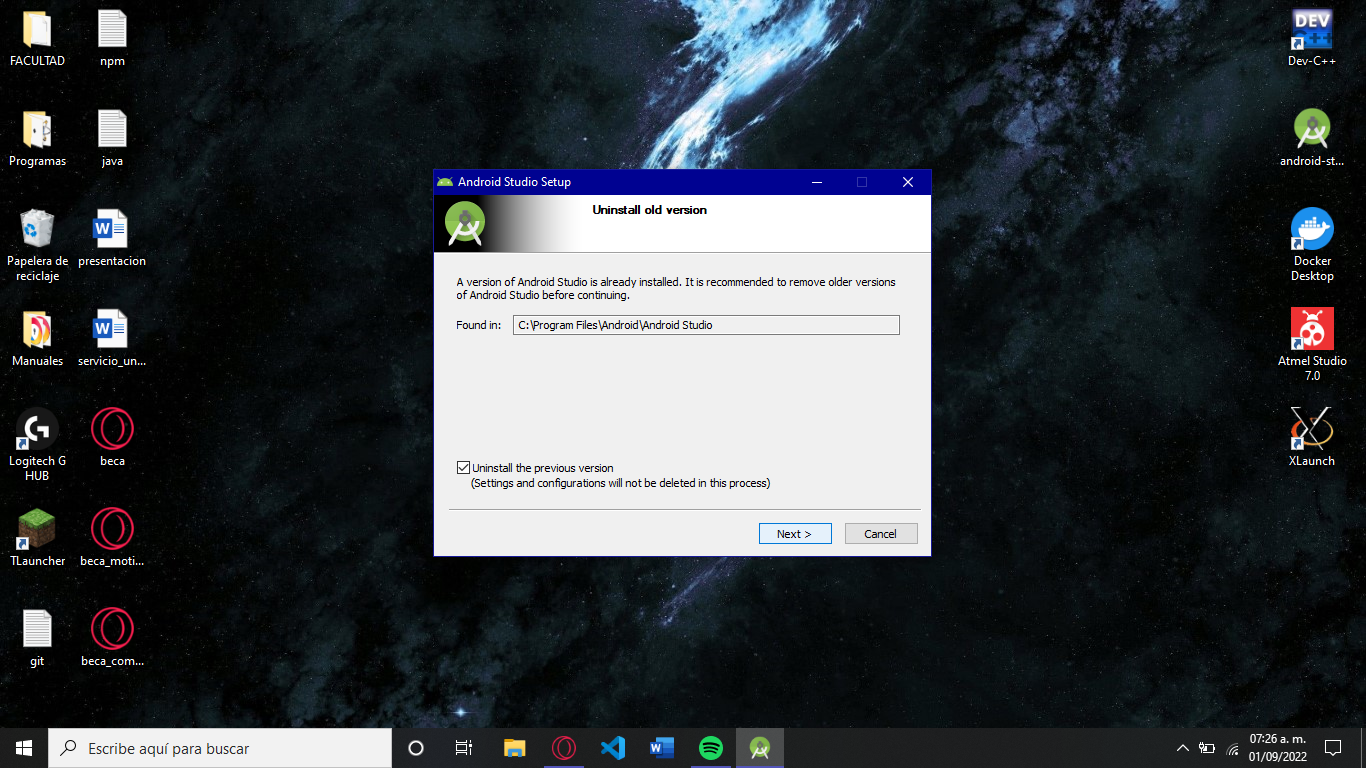 FACULTAD
npm
Programas
java
Papelera de
reciclaje
presentacion
Manuales
servicio_un...
Logitech G
HUB
beca
TLauncher
beca_moti...
git
beca_com...
Android Studio Setup
Uninstall old version
A version of Android Studio is already installed. It is recommended to remove older versions
of Android Studio before continuing.
Found in:
C:\Program Files\Android\Android Studio
Uninstall the previous version
(Settings and configurations will not be deleted in this process)
Next >
Cancel
DEV
C++
Dev-C++
android-st...
Docker
Desktop
Atmel Studio
7.0
XLaunch
Escribe aquí para buscar
07:26 a. m.
01/09/2022